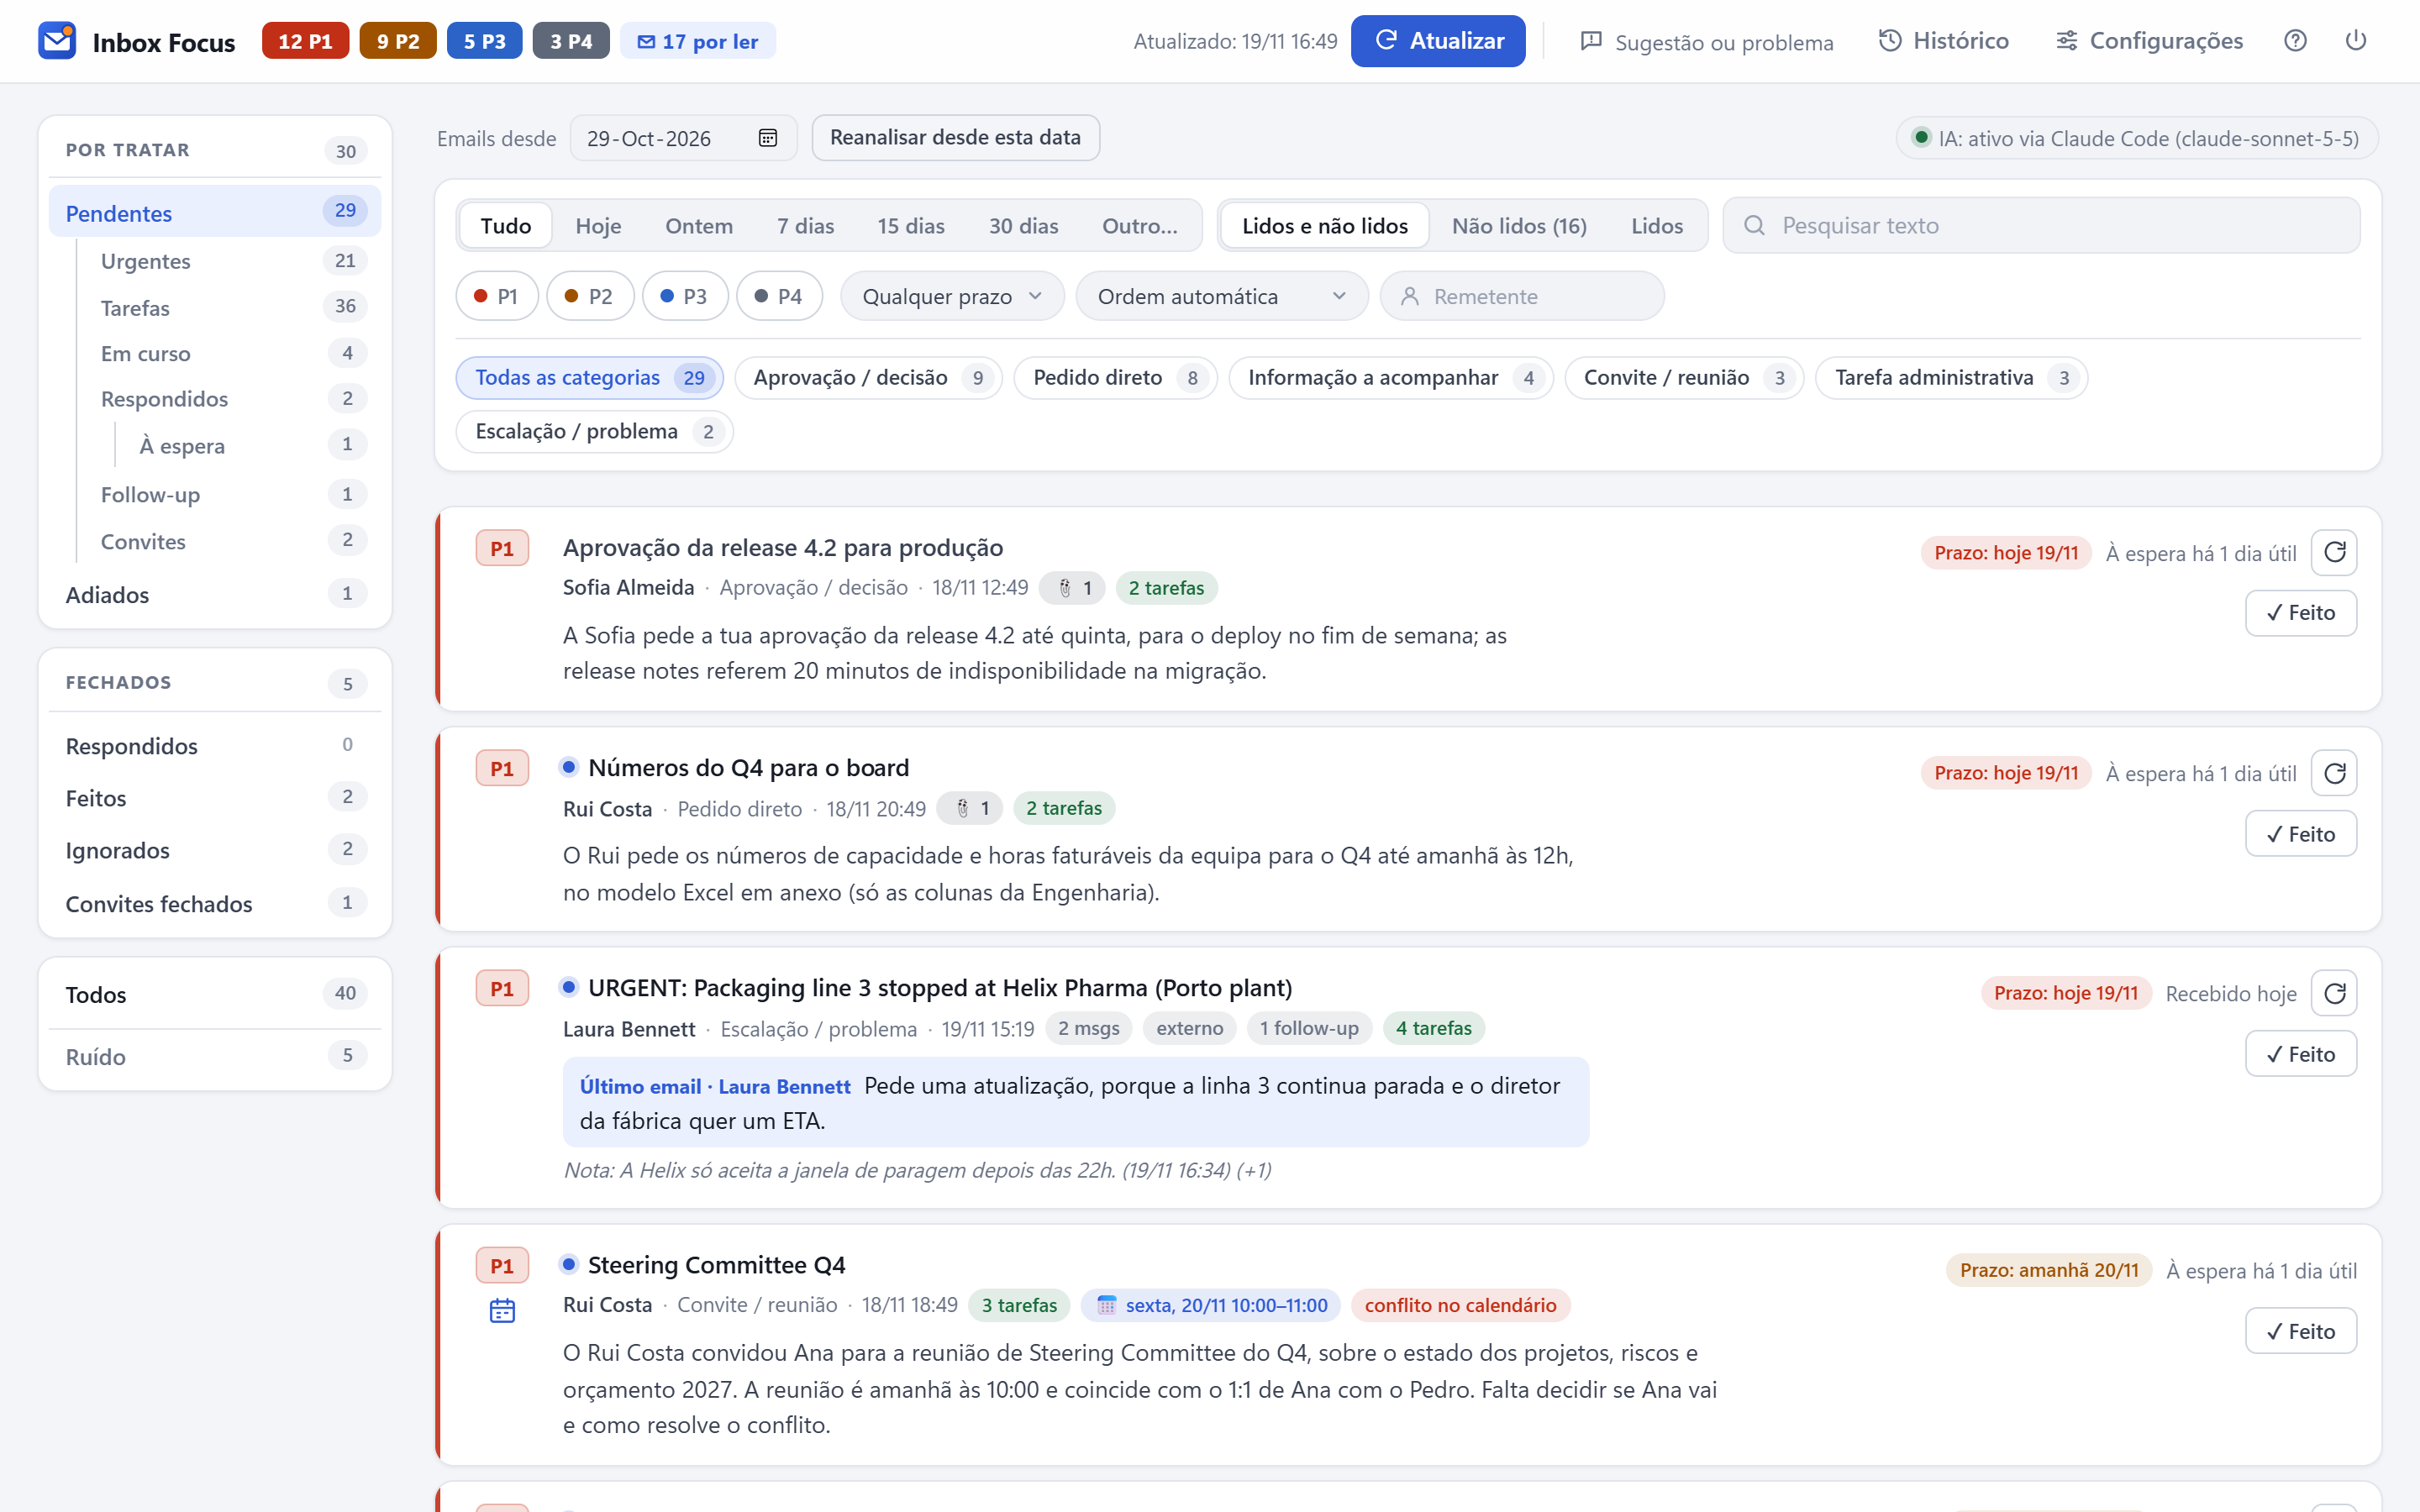 Inbox Focus
12 P1
9 P2
5 P3
3 P4
17 por ler
Atualizado: 19/11 16:49
Atualizar
Sugestão ou problema
Histórico
Configurações
POR TRATAR 30
Pendentes 29
Urgentes 21
Tarefas 36
Em curso 4
Respondidos 2
À espera 1
Follow-up 1
Convites 2
Adiados 1
FECHADOS 5
Respondidos 0
Feitos 2
Ignorados 2
Convites fechados 1
Todos 40
Ruído 5
Emails desde 29-Oct-2026 Reanalisar desde esta data
IA: ativo via Claude Code (claude-sonnet-5-5)
Tudo Hoje Ontem 7 dias 15 dias 30 dias Outro...
Lidos e não lidos Não lidos (16) Lidos
Pesquisar texto
P1 P2 P3 P4 Qualquer prazo Ordem automática Remetente
Todas as categorias 29 Aprovação / decisão 9 Pedido direto 8 Informação a acompanhar 4 Convite / reunião 3 Tarefa administrativa 3
Escalação / problema 2
P1 Aprovação da release 4.2 para produção
Prazo: hoje 19/11 À espera há 1 dia útil
Sofia Almeida · Aprovação / decisão · 18/11 12:49 1 2 tarefas
✓ Feito
A Sofia pede a tua aprovação da release 4.2 até quinta, para o deploy no fim de semana; as
release notes referem 20 minutos de indisponibilidade na migração.
P1 Números do Q4 para o board
Prazo: hoje 19/11 À espera há 1 dia útil
Rui Costa · Pedido direto · 18/11 20:49 1 2 tarefas
✓ Feito
O Rui pede os números de capacidade e horas faturáveis da equipa para o Q4 até amanhã às 12h,
no modelo Excel em anexo (só as colunas da Engenharia).
P1 URGENT: Packaging line 3 stopped at Helix Pharma (Porto plant)
Prazo: hoje 19/11 Recebido hoje
Laura Bennett · Escalação / problema · 19/11 15:19 2 msgs externo 1 follow-up 4 tarefas
✓ Feito
Último email · Laura Bennett Pede uma atualização, porque a linha 3 continua parada e o diretor
da fábrica quer um ETA.
Nota: A Helix só aceita a janela de paragem depois das 22h. (19/11 16:34) (+1)
P1 Steering Committee Q4
Prazo: amanhã 20/11 À espera há 1 dia útil
Rui Costa · Convite / reunião · 18/11 18:49 3 tarefas sexta, 20/11 10:00–11:00 conflito no calendário
✓ Feito
O Rui Costa convidou Ana para a reunião de Steering Committee do Q4, sobre o estado dos projetos, riscos e
orçamento 2027. A reunião é amanhã às 10:00 e coincide com o 1:1 de Ana com o Pedro. Falta decidir se Ana vai
e como resolve o conflito.